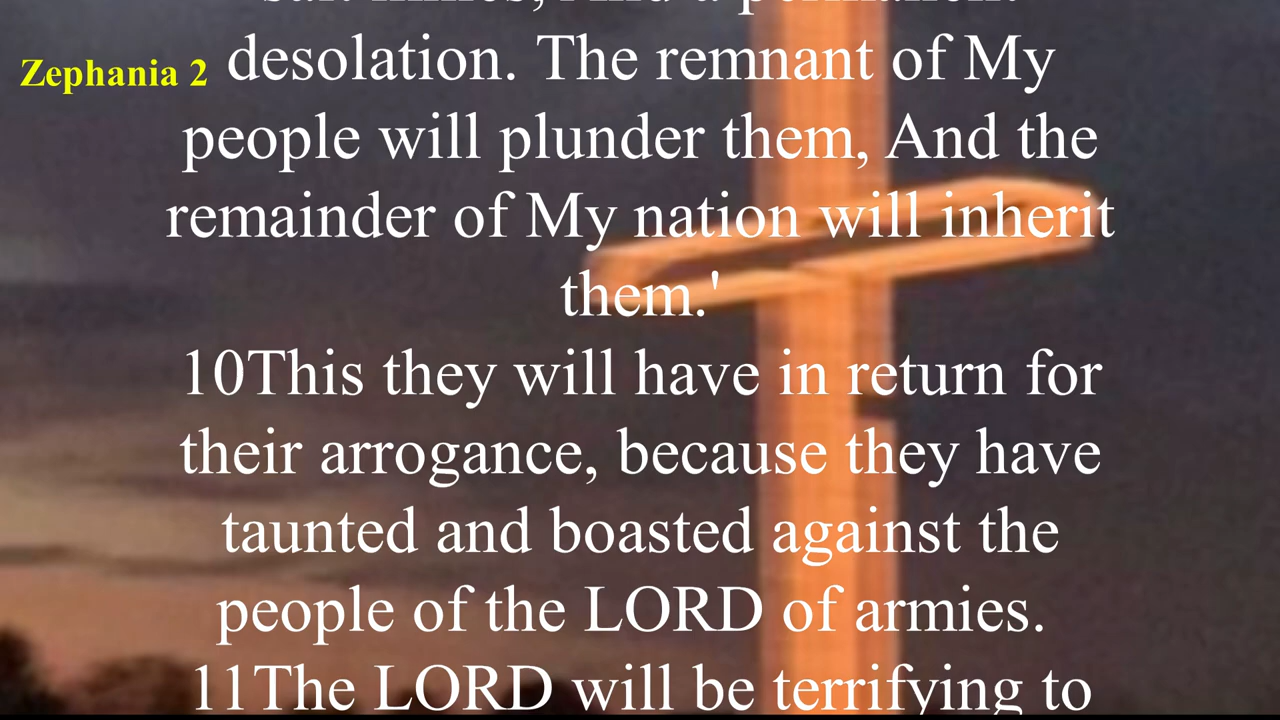 Zephania 2
desolation. The remnant of My
people will plunder them, And the
remainder of My nation will inherit
them.'
10This they will have in return for
their arrogance, because they have
taunted and boasted against the
people of the LORD of armies.
11The LORD will be terrifying to